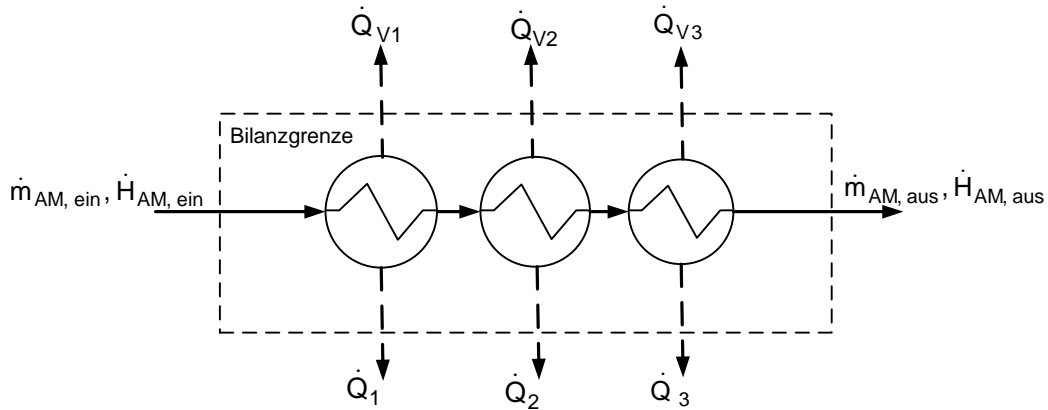 Q̇V1 Q̇V2 Q̇V3
Bilanzgrenze
ṁAM, ein, ḢAM, ein ṁAM, aus, ḢAM, aus
Q̇1 Q̇2 Q̇3